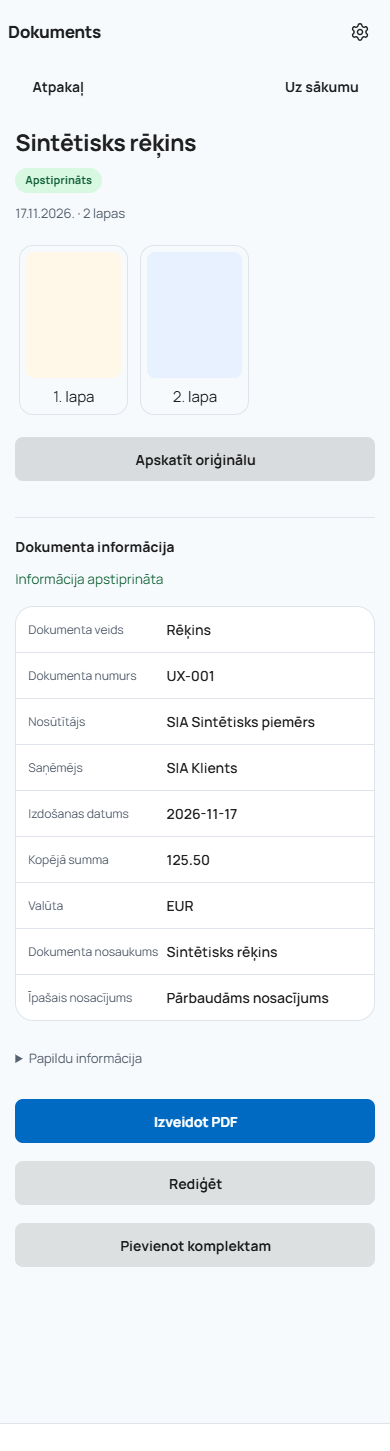 Dokuments
Atpakaļ Uz sākumu
Sintētisks rēķins
Apstiprināts
17.11.2026. · 2 lapas
1. lapa 2. lapa
Apskatīt oriģinālu
Dokumenta informācija
Informācija apstiprināta
Dokumenta veids Rēķins
Dokumenta numurs UX-001
Nosūtītājs SIA Sintētisks piemērs
Saņēmējs SIA Klients
Izdošanas datums 2026-11-17
Kopējā summa 125.50
Valūta EUR
Dokumenta nosaukums Sintētisks rēķins
Īpašais nosacījums Pārbaudāms nosacījums
Papildu informācija
Izveidot PDF
Rediģēt
Pievienot komplektam